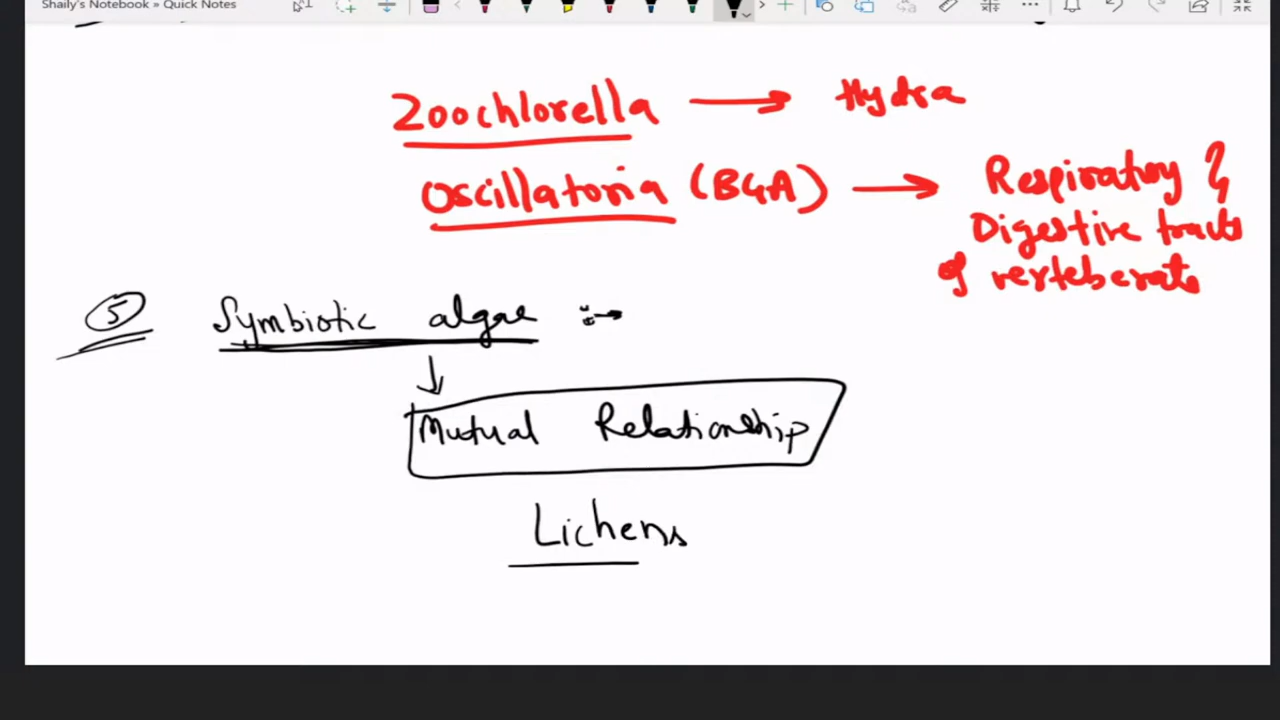 Shaily's Notebook » Quick Notes
Zoochlorella → Hydra
Oscillatoria (BGA) → Respiratory &
Digestive tracts
of verteberate
5 Symbiotic algae :→
Mutual Relationship
Lichens